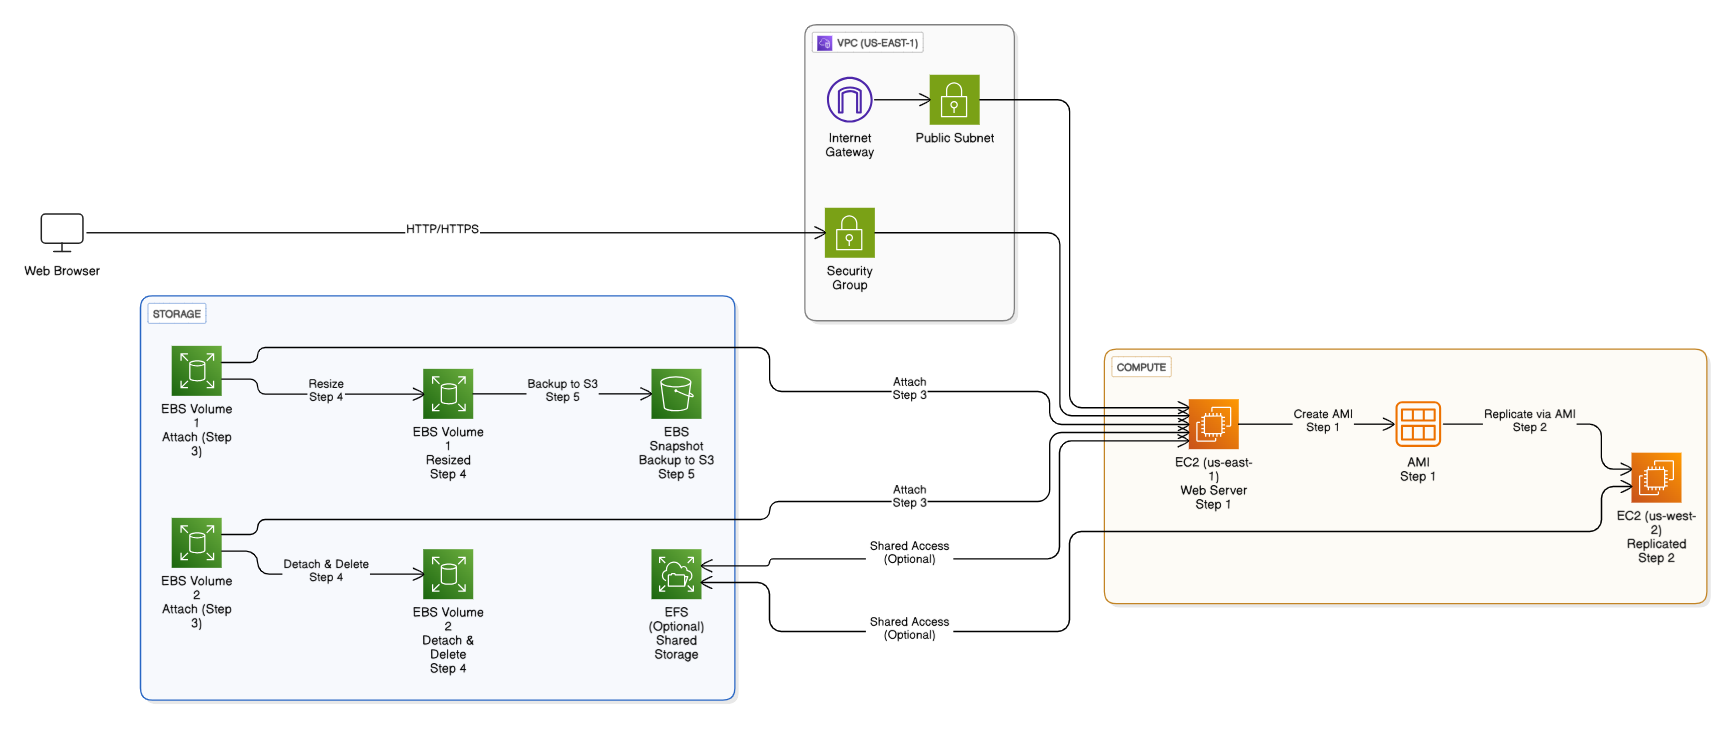 VPC (US-EAST-1)
Internet
Gateway
Public Subnet
HTTP/HTTPS
Web Browser
Security
Group
STORAGE
EBS Volume
1
Attach (Step
3)
Resize
Step 4
EBS Volume
1
Resized
Step 4
Backup to S3
Step 5
EBS
Snapshot
Backup to S3
Step 5
Attach
Step 3
EBS Volume
2
Attach (Step
3)
Detach & Delete
Step 4
EBS Volume
2
Detach &
Delete
Step 4
EFS
(Optional)
Shared
Storage
Attach
Step 3
Shared Access
(Optional)
Shared Access
(Optional)
COMPUTE
EC2 (us-east-
1)
Web Server
Step 1
Create AMI
Step 1
AMI
Step 1
Replicate via AMI
Step 2
EC2 (us-west-
2)
Replicated
Step 2